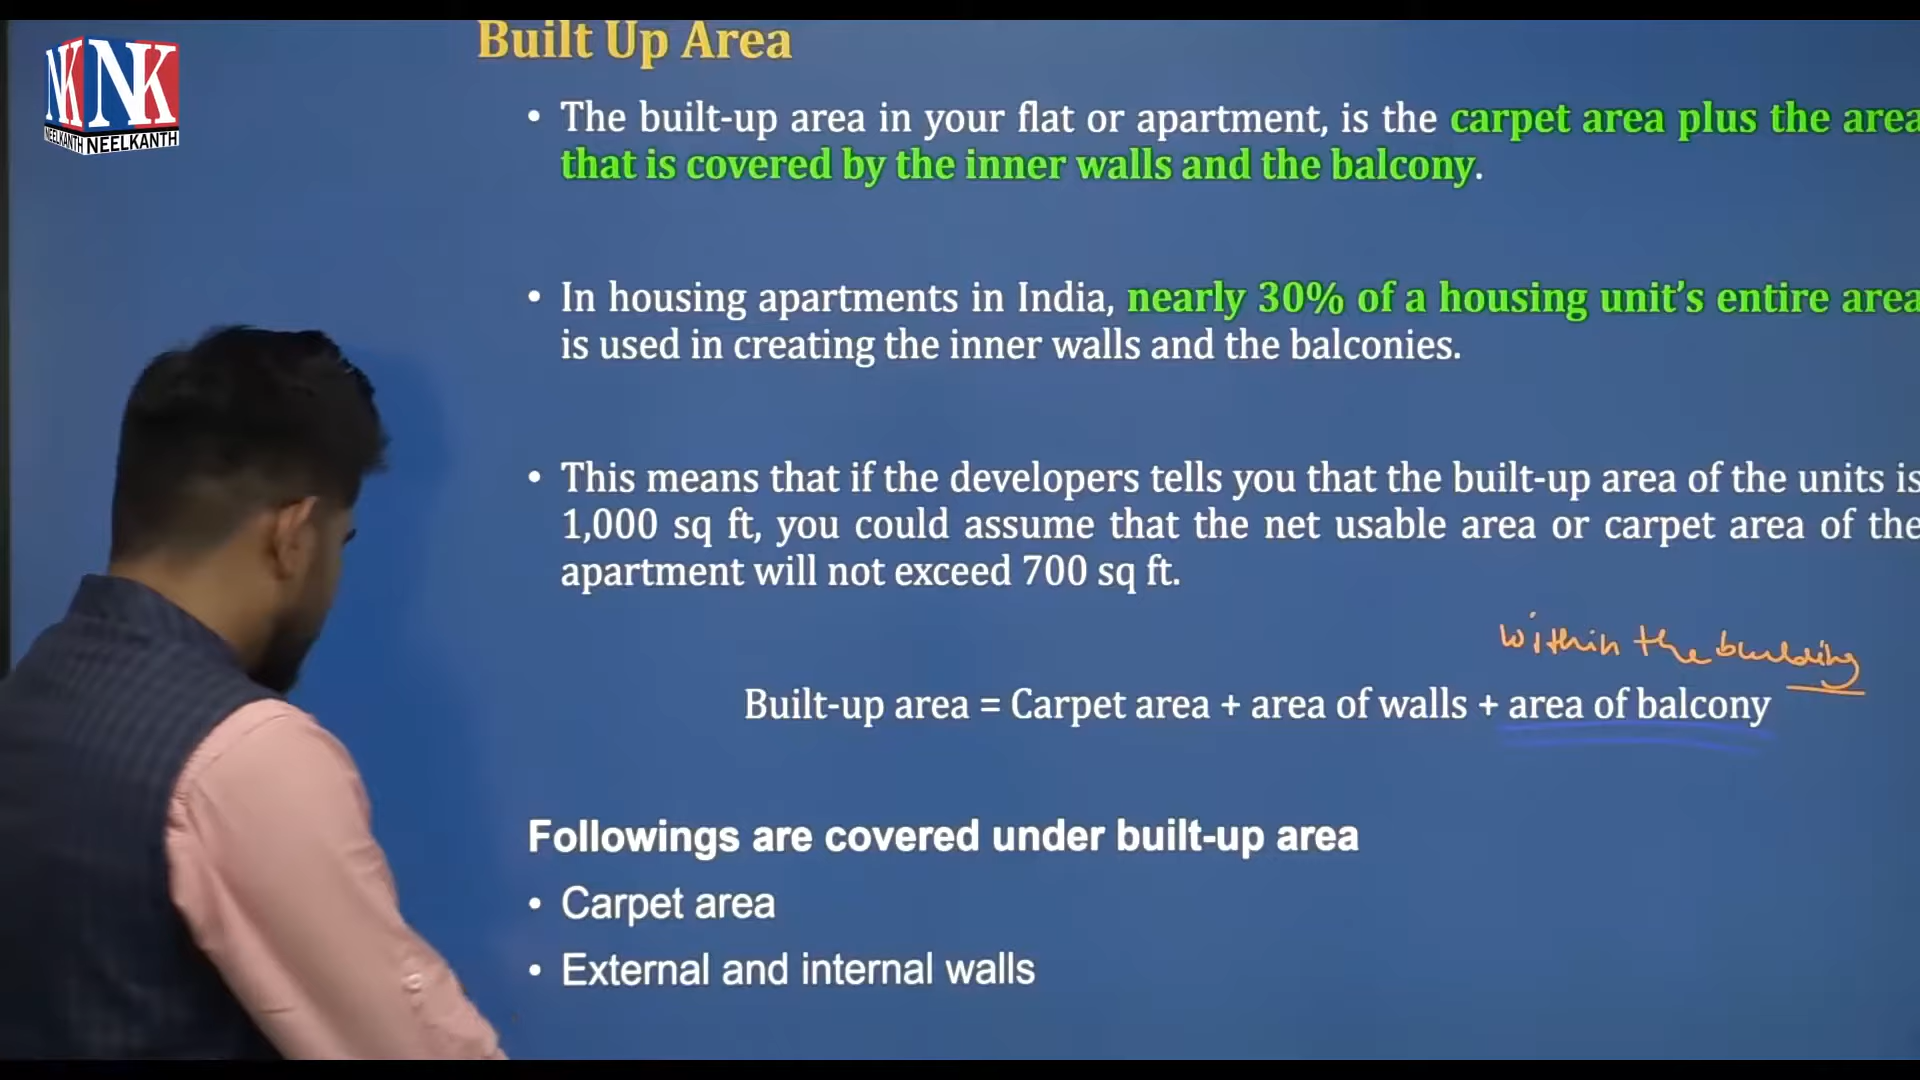 NK NK
NEELKANTH NEELKANTH
Built Up Area
• The built-up area in your flat or apartment, is the carpet area plus the area
that is covered by the inner walls and the balcony.
• In housing apartments in India, nearly 30% of a housing unit's entire area
is used in creating the inner walls and the balconies.
• This means that if the developers tells you that the built-up area of the units is
1,000 sq ft, you could assume that the net usable area or carpet area of the
apartment will not exceed 700 sq ft.
within the building
Built-up area = Carpet area + area of walls + area of balcony
Followings are covered under built-up area
• Carpet area
• External and internal walls